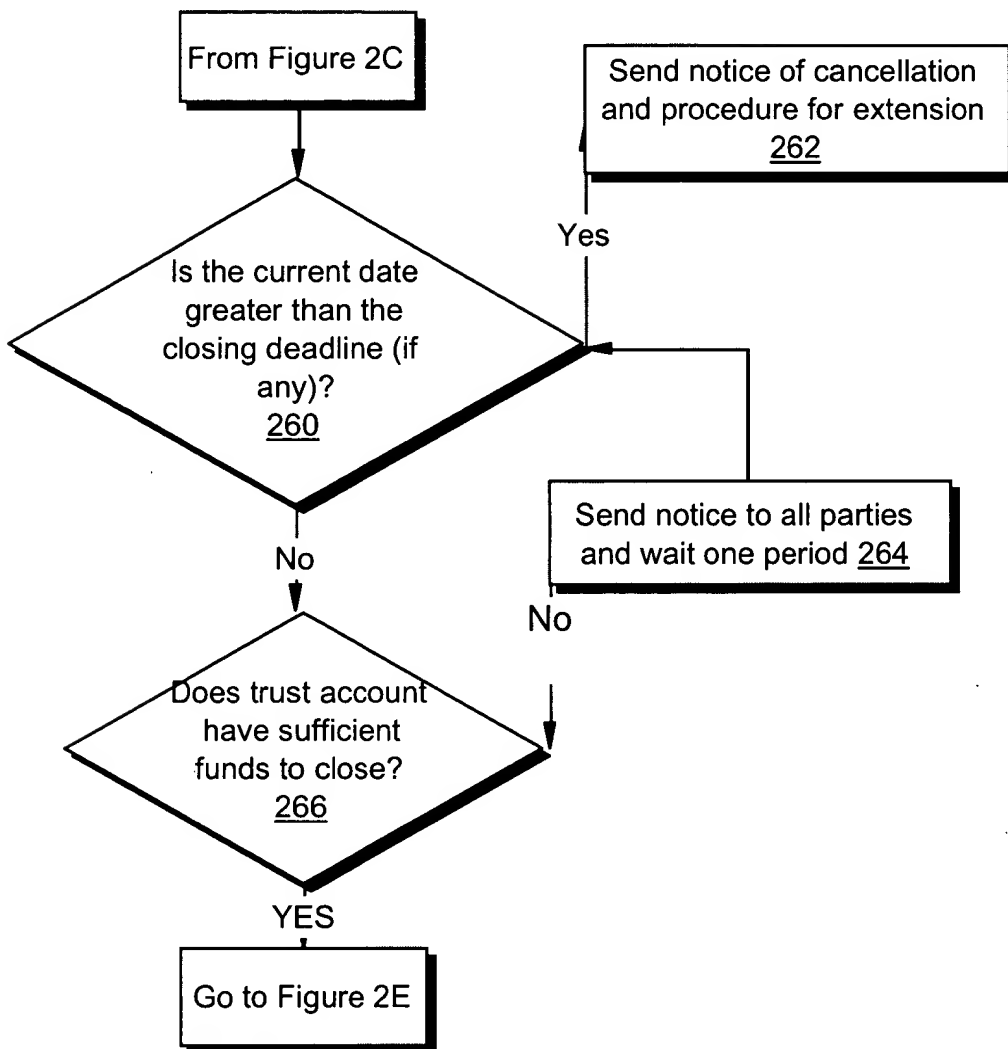 From Figure 2C
Send notice of cancellation
and procedure for extension
262
Yes
Is the current date
greater than the
closing deadline (if
any)?
260
Send notice to all parties
and wait one period 264
No
No
Does trust account
have sufficient
funds to close?
266
YES
Go to Figure 2E